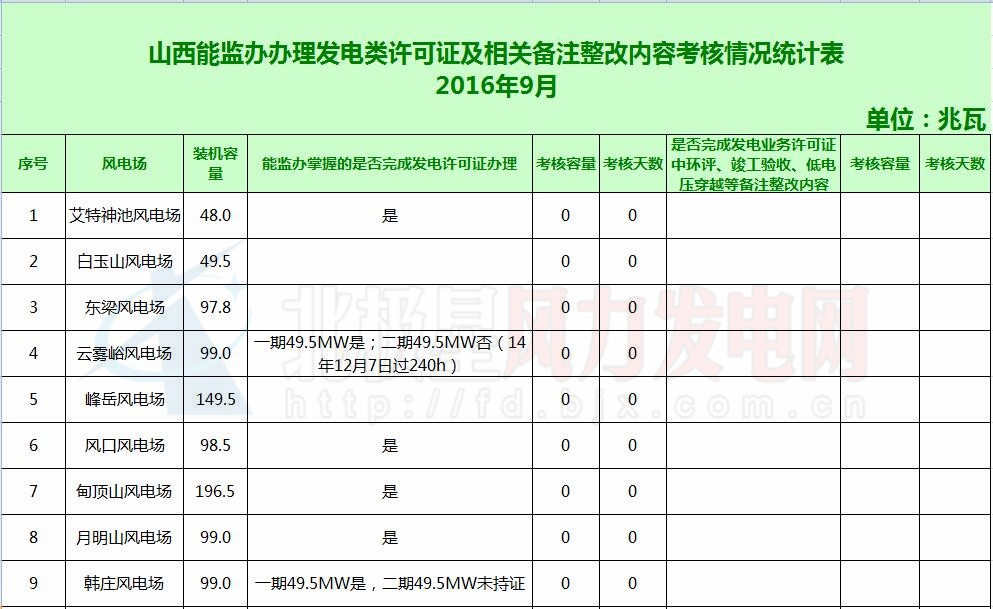 山西能监办办理发电类许可证及相关备注整改内容考核情况统计表
2016年9月
单位：兆瓦
序号 风电场 装机容量 能监办掌握的是否完成发电许可证办理 考核容量 考核天数 是否完成发电业务许可证中环评、竣工验收、低电压穿越等备注整改内容 考核容量 考核天数
1 艾特神池风电场 48.0 是 0 0
2 白玉山风电场 49.5 0 0
3 东梁风电场 97.8 0 0
4 云雾峪风电场 99.0 一期49.5MW是；二期49.5MW否（14年12月7日过240h） 0 0
5 峰岳风电场 149.5 0 0
6 风口风电场 98.5 是 0 0
7 甸顶山风电场 196.5 是 0 0
8 月明山风电场 99.0 是 0 0
9 韩庄风电场 99.0 一期49.5MW是，二期49.5MW未持证 0 0
北极星风力发电网
http://fd.bjx.com.cn